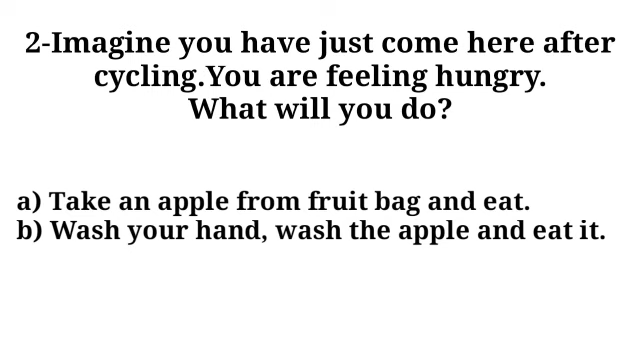 2-Imagine you have just come here after
cycling.You are feeling hungry.
What will you do?
a) Take an apple from fruit bag and eat.
b) Wash your hand, wash the apple and eat it.